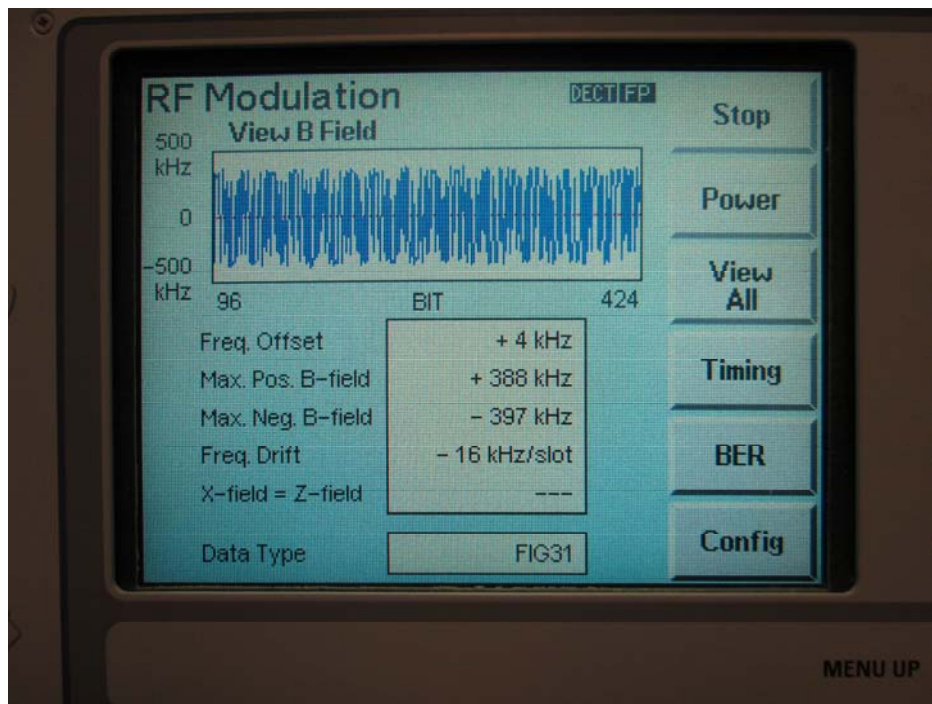 RF Modulation DECT FP
View B Field
500
kHz
0
-500
kHz
96 BIT 424
Freq. Offset + 4 kHz
Max. Pos. B-field + 388 kHz
Max. Neg. B-field - 397 kHz
Freq. Drift - 16 kHz/slot
X-field = Z-field ---
Data Type FIG31
Stop
Power
View
All
Timing
BER
Config
MENU UP